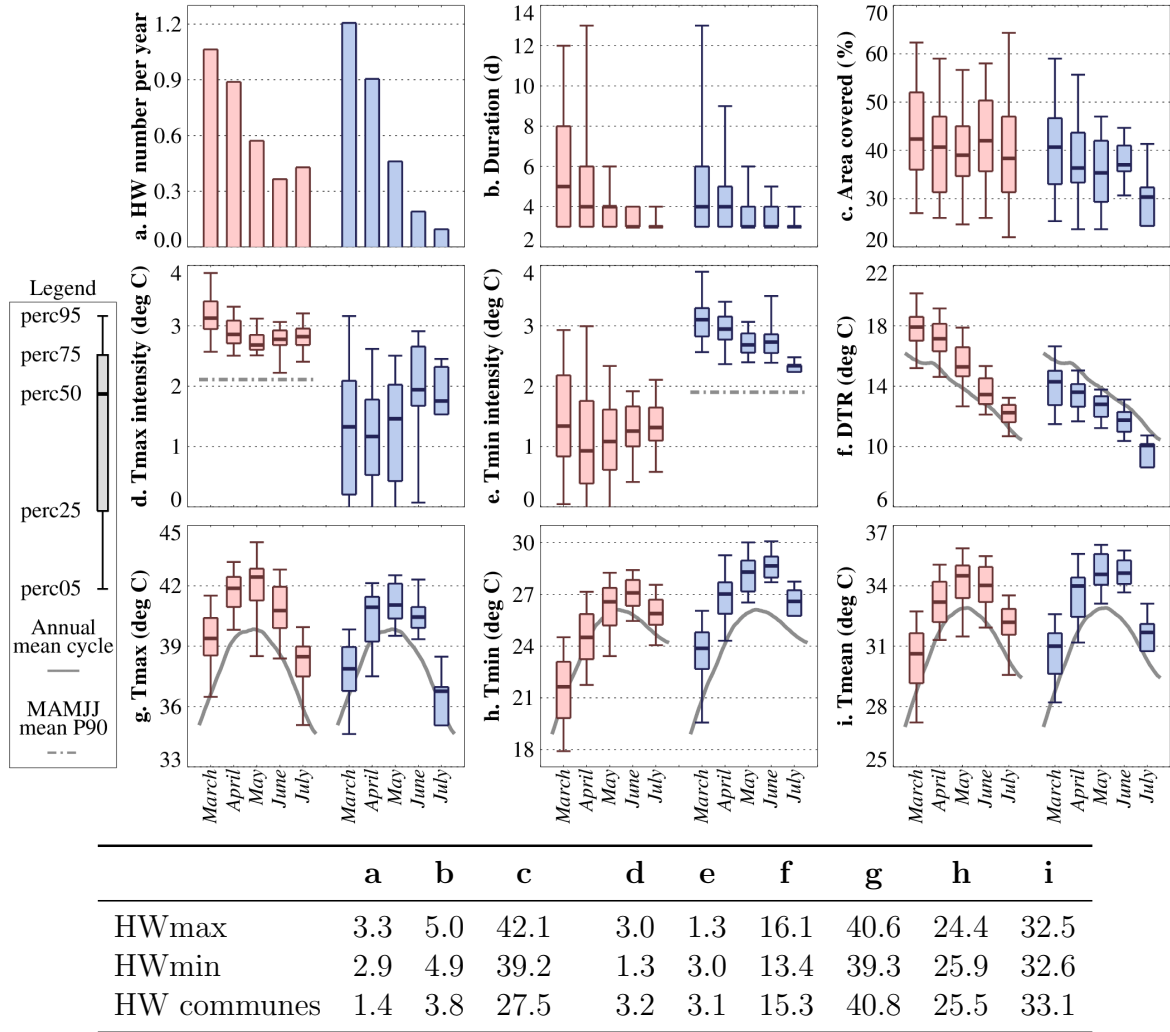 a. HW number per year
1.2
0.9
0.6
0.3
0.0
b. Duration (d)
14
12
10
8
6
4
2
c. Area covered (%)
70
60
50
40
30
20
Legend
perc95
perc75
perc50
perc25
perc05
Annual
mean cycle
MAMJJ
mean P90
d. Tmax intensity (deg C)
4
3
2
1
0
e. Tmin intensity (deg C)
4
3
2
1
0
f. DTR (deg C)
22
18
14
10
6
g. Tmax (deg C)
45
42
39
36
33
h. Tmin (deg C)
30
27
24
21
18
i. Tmean (deg C)
37
34
31
28
25
March April May June July March April May June July
March April May June July March April May June July
March April May June July March April May June July
a b c d e f g h i
HWmax 3.3 5.0 42.1 3.0 1.3 16.1 40.6 24.4 32.5
HWmin 2.9 4.9 39.2 1.3 3.0 13.4 39.3 25.9 32.6
HW communes 1.4 3.8 27.5 3.2 3.1 15.3 40.8 25.5 33.1